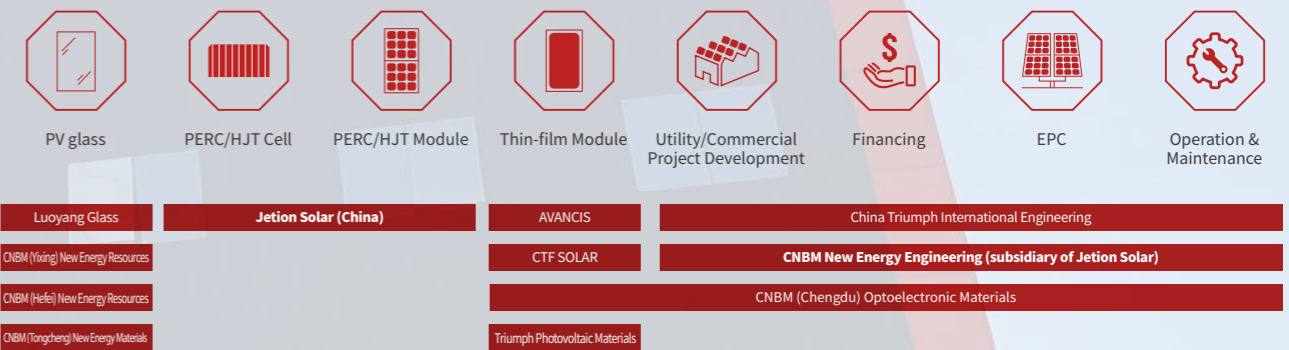 $
PV glass
PERC/HJT Cell
PERC/HJT Module
Thin-film Module
Utility/Commercial
Project Development
Financing
EPC
Operation &
Maintenance
Luoyang Glass
Jetion Solar (China)
AVANCIS
China Triumph International Engineering
CNBM (Yixing) New Energy Resources
CTF SOLAR
CNBM New Energy Engineering (subsidiary of Jetion Solar)
CNBM (Hefei) New Energy Resources
CNBM (Chengdu) Optoelectronic Materials
CNBM (Tongcheng) New Energy Materials
Triumph Photovoltaic Materials